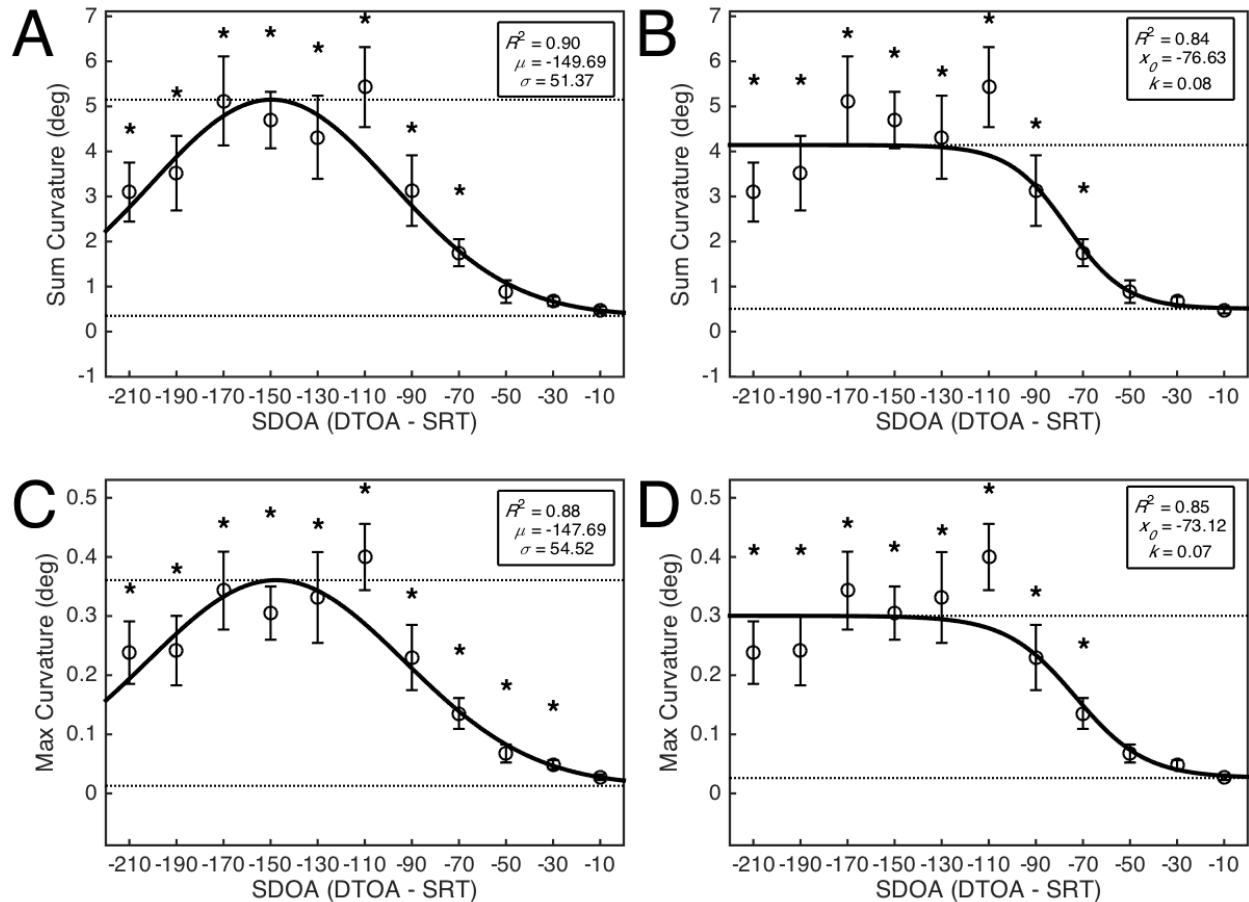 A
Sum Curvature (deg)
7
6
5
4
3
2
1
0
-1
* * * * * * * *
R² = 0.90
μ = -149.69
σ = 51.37
-210 -190 -170 -150 -130 -110 -90 -70 -50 -30 -10
SDOA (DTOA - SRT)
B
Sum Curvature (deg)
7
6
5
4
3
2
1
0
-1
* * * * * * * *
R² = 0.84
x₀ = -76.63
k = 0.08
-210 -190 -170 -150 -130 -110 -90 -70 -50 -30 -10
SDOA (DTOA - SRT)
C
Max Curvature (deg)
0.5
0.4
0.3
0.2
0.1
0
* * * * * * * * * *
R² = 0.88
μ = -147.69
σ = 54.52
-210 -190 -170 -150 -130 -110 -90 -70 -50 -30 -10
SDOA (DTOA - SRT)
D
Max Curvature (deg)
0.5
0.4
0.3
0.2
0.1
0
* * * * * * * *
R² = 0.85
x₀ = -73.12
k = 0.07
-210 -190 -170 -150 -130 -110 -90 -70 -50 -30 -10
SDOA (DTOA - SRT)